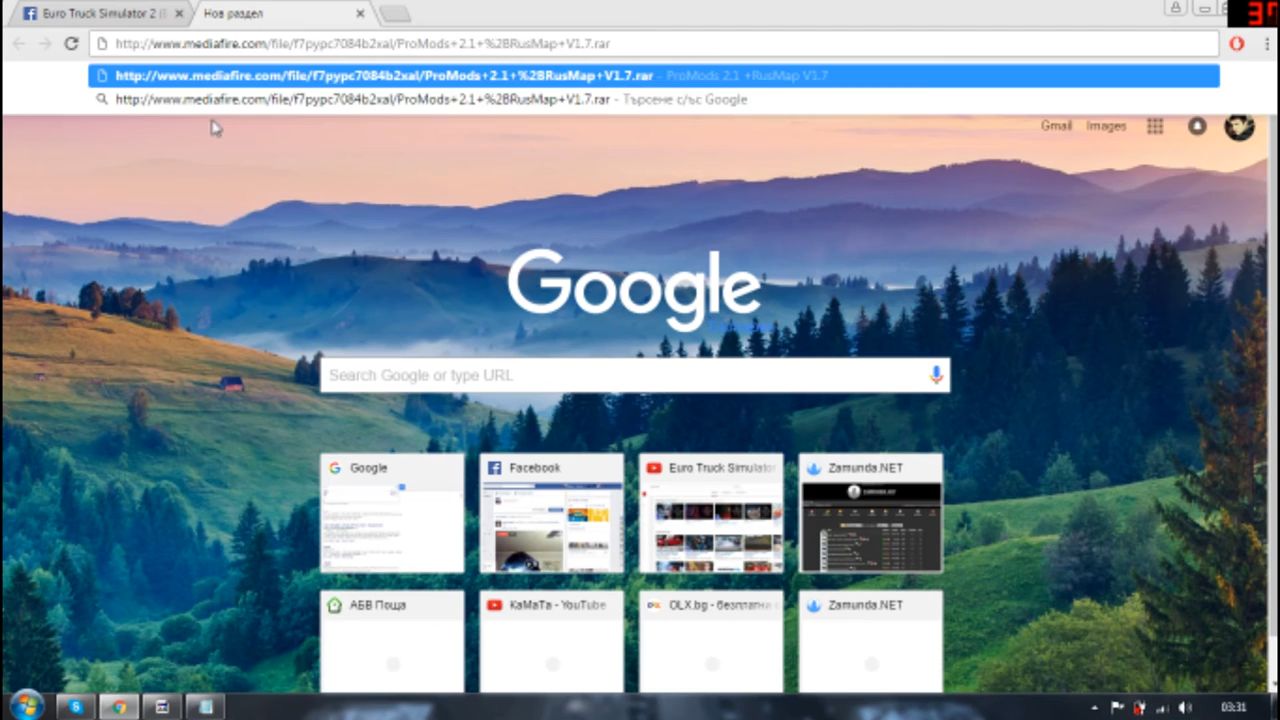 Euro Truck Simulator 2
Нов раздел
37
http://www.mediafire.com/file/f7pypc7084b2xal/ProMods+2.1+%2BRusMap+V1.7.rar
http://www.mediafire.com/file/f7pypc7084b2xal/ProMods+2.1+%2BRusMap+V1.7.rar - ProMods 2.1 +RusMap V1.7
http://www.mediafire.com/file/f7pypc7084b2xal/ProMods+2.1+%2BRusMap+V1.7.rar - Търсене с/ъс Google
Gmail Images
Google
Search Google or type URL
Google
Facebook
Euro Truck Simulator
Zamunda.NET
АБВ Поща
КаМаТа - YouTube
OLX.bg - безплатни
Zamunda.NET
03:31